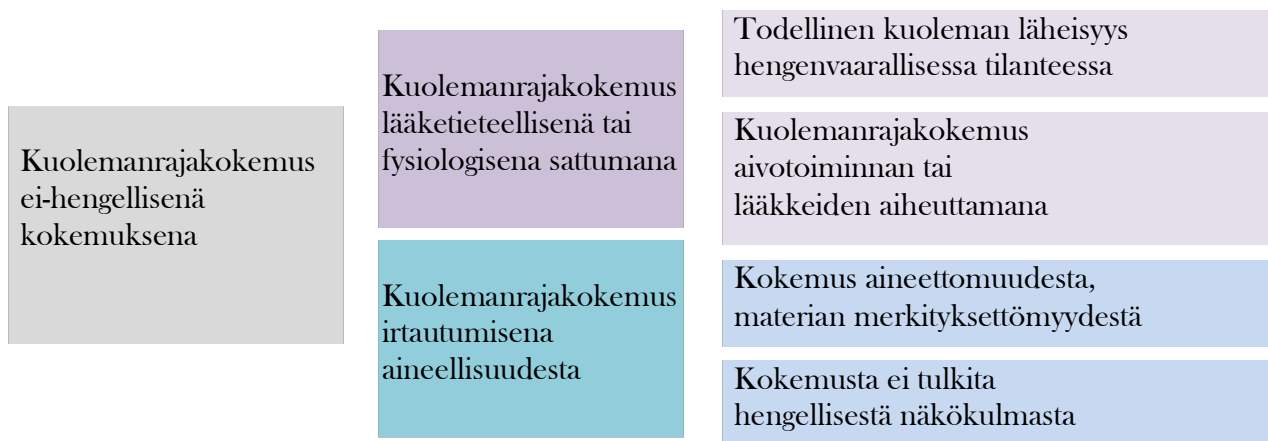 Kuolemanrajakokemus
ei-hengellisenä
kokemuksena
Kuolemanrajakokemus
lääketieteellisenä tai
fysiologisena sattumana
Kuolemanrajakokemus
irtautumisena
aineellisuudesta
Todellinen kuoleman läheisyys
hengenvaarallisessa tilanteessa
Kuolemanrajakokemus
aivotoiminnan tai
lääkkeiden aiheuttamana
Kokemus aineettomuudesta,
materian merkityksettömyydestä
Kokemusta ei tulkita
hengellisestä näkökulmasta